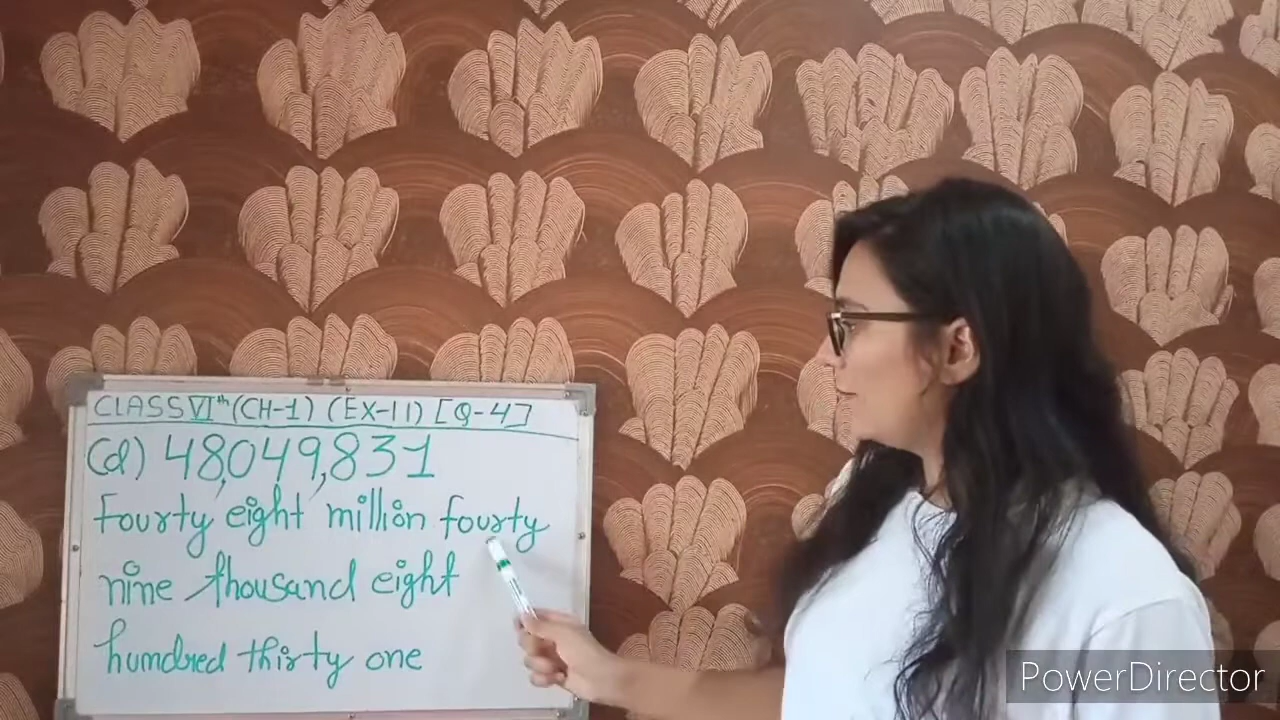 CLASS VIth (CH-1) (EX-1.1) [Q-4]
(d) 48,049,831
Fourty eight million fourty
nine thousand eight
hundred thirty one
PowerDirector